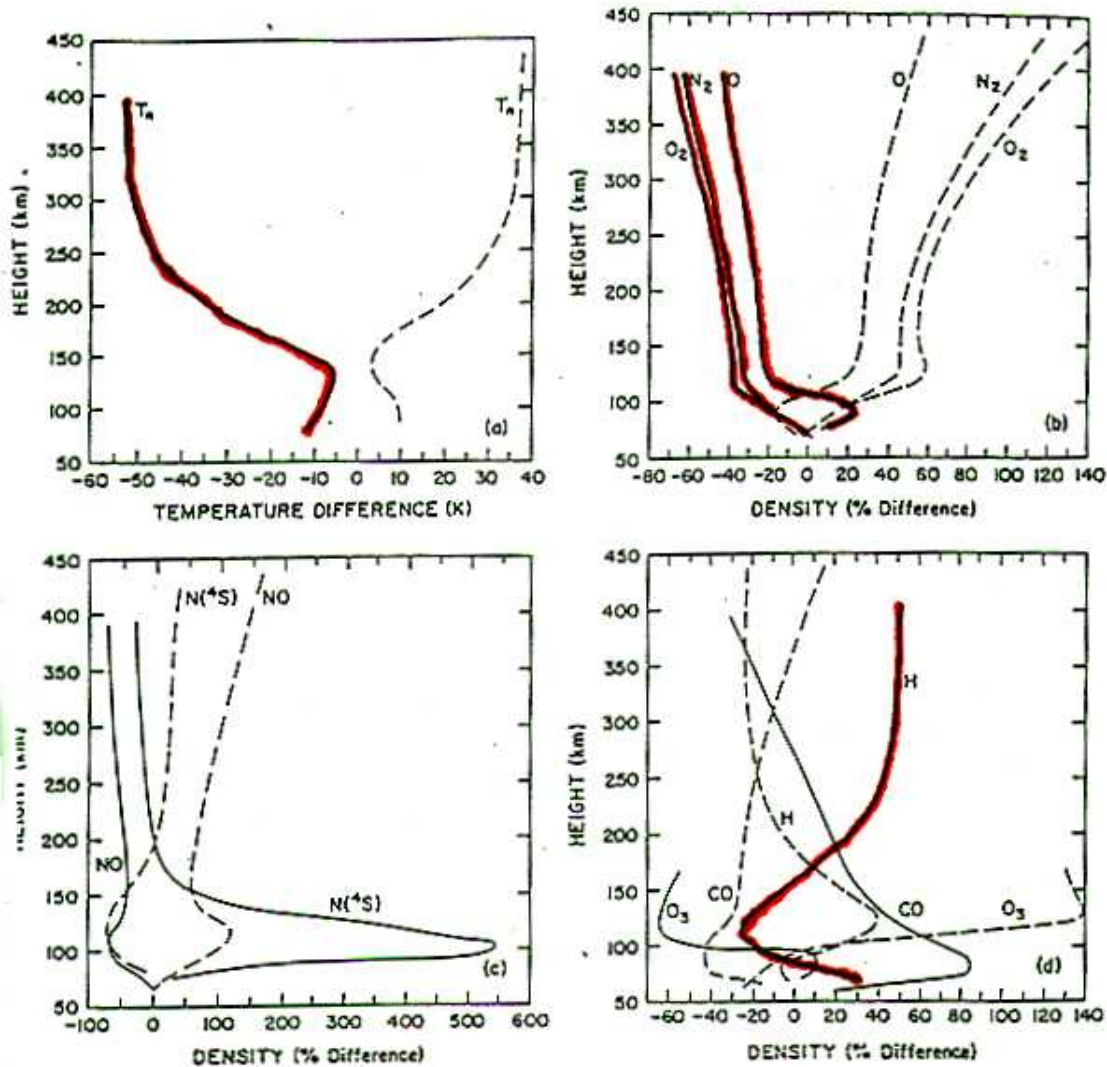 450
400
350
300
250
200
150
100
50
HEIGHT (km)
Tn
Tn
(a)
-60 -50 -40 -30 -20 -10 0 10 20 30 40
TEMPERATURE DIFFERENCE (K)
450
400
350
300
250
200
150
100
50
HEIGHT (km)
N2 O
O2
O
N2
O2
(b)
-80 -60 -40 -20 0 20 40 60 80 100 120 140
DENSITY (% Difference)
450
400
350
300
250
200
150
100
50
HEIGHT (km)
N(4S)
NO
NO
N(4S)
(c)
-100 0 100 200 300 400 500 600
DENSITY (% Difference)
450
400
350
300
250
200
150
100
50
HEIGHT (km)
H
H
CO
CO
O3
O3
(d)
-60 -40 -20 0 20 40 60 80 100 120 140
DENSITY (% Difference)